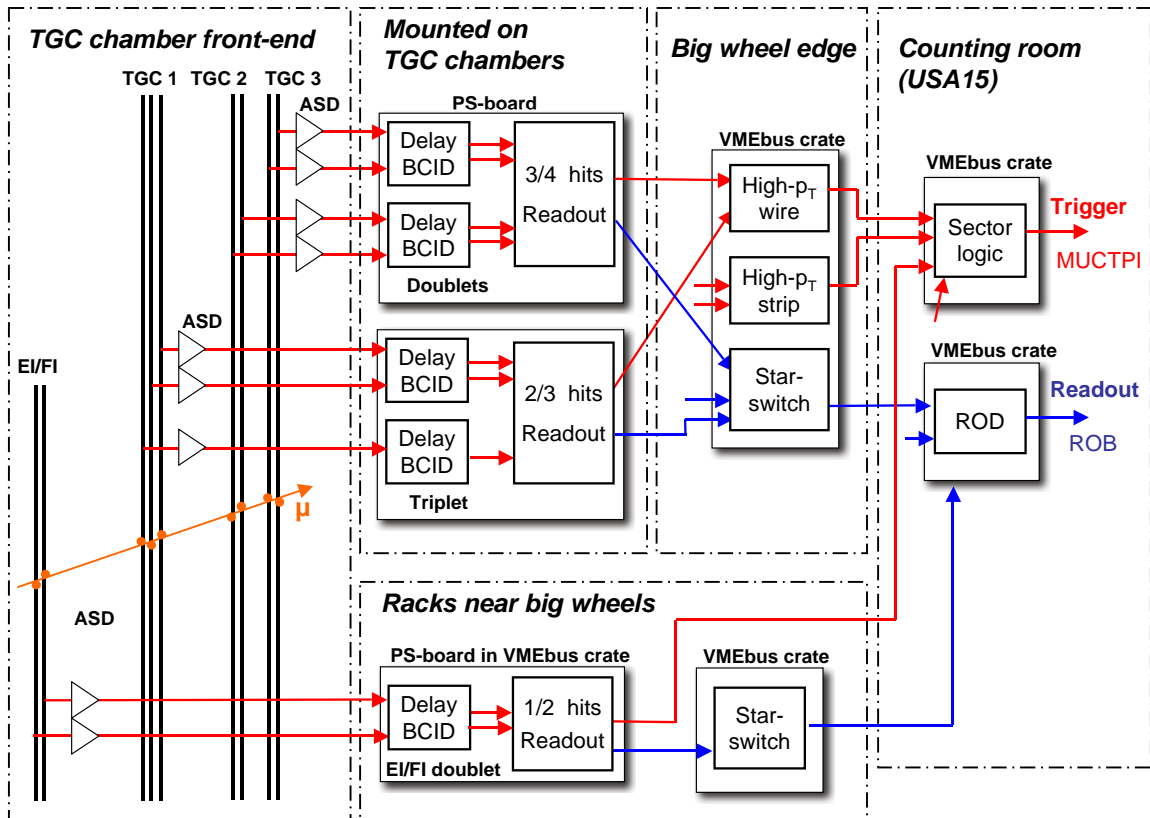 TGC chamber front-end
TGC 1
TGC 2
TGC 3
ASD
ASD
EI/FI
μ
ASD
Mounted on
TGC chambers
PS-board
Delay
BCID
3/4 hits
Readout
Delay
BCID
Doublets
Delay
BCID
2/3 hits
Readout
Delay
BCID
Triplet
Big wheel edge
VMEbus crate
High-pT
wire
High-pT
strip
Star-
switch
Counting room
(USA15)
VMEbus crate
Sector
logic
Trigger
MUCTPI
VMEbus crate
ROD
Readout
ROB
Racks near big wheels
PS-board in VMEbus crate
Delay
BCID
1/2 hits
Readout
EI/FI doublet
VMEbus crate
Star-
switch